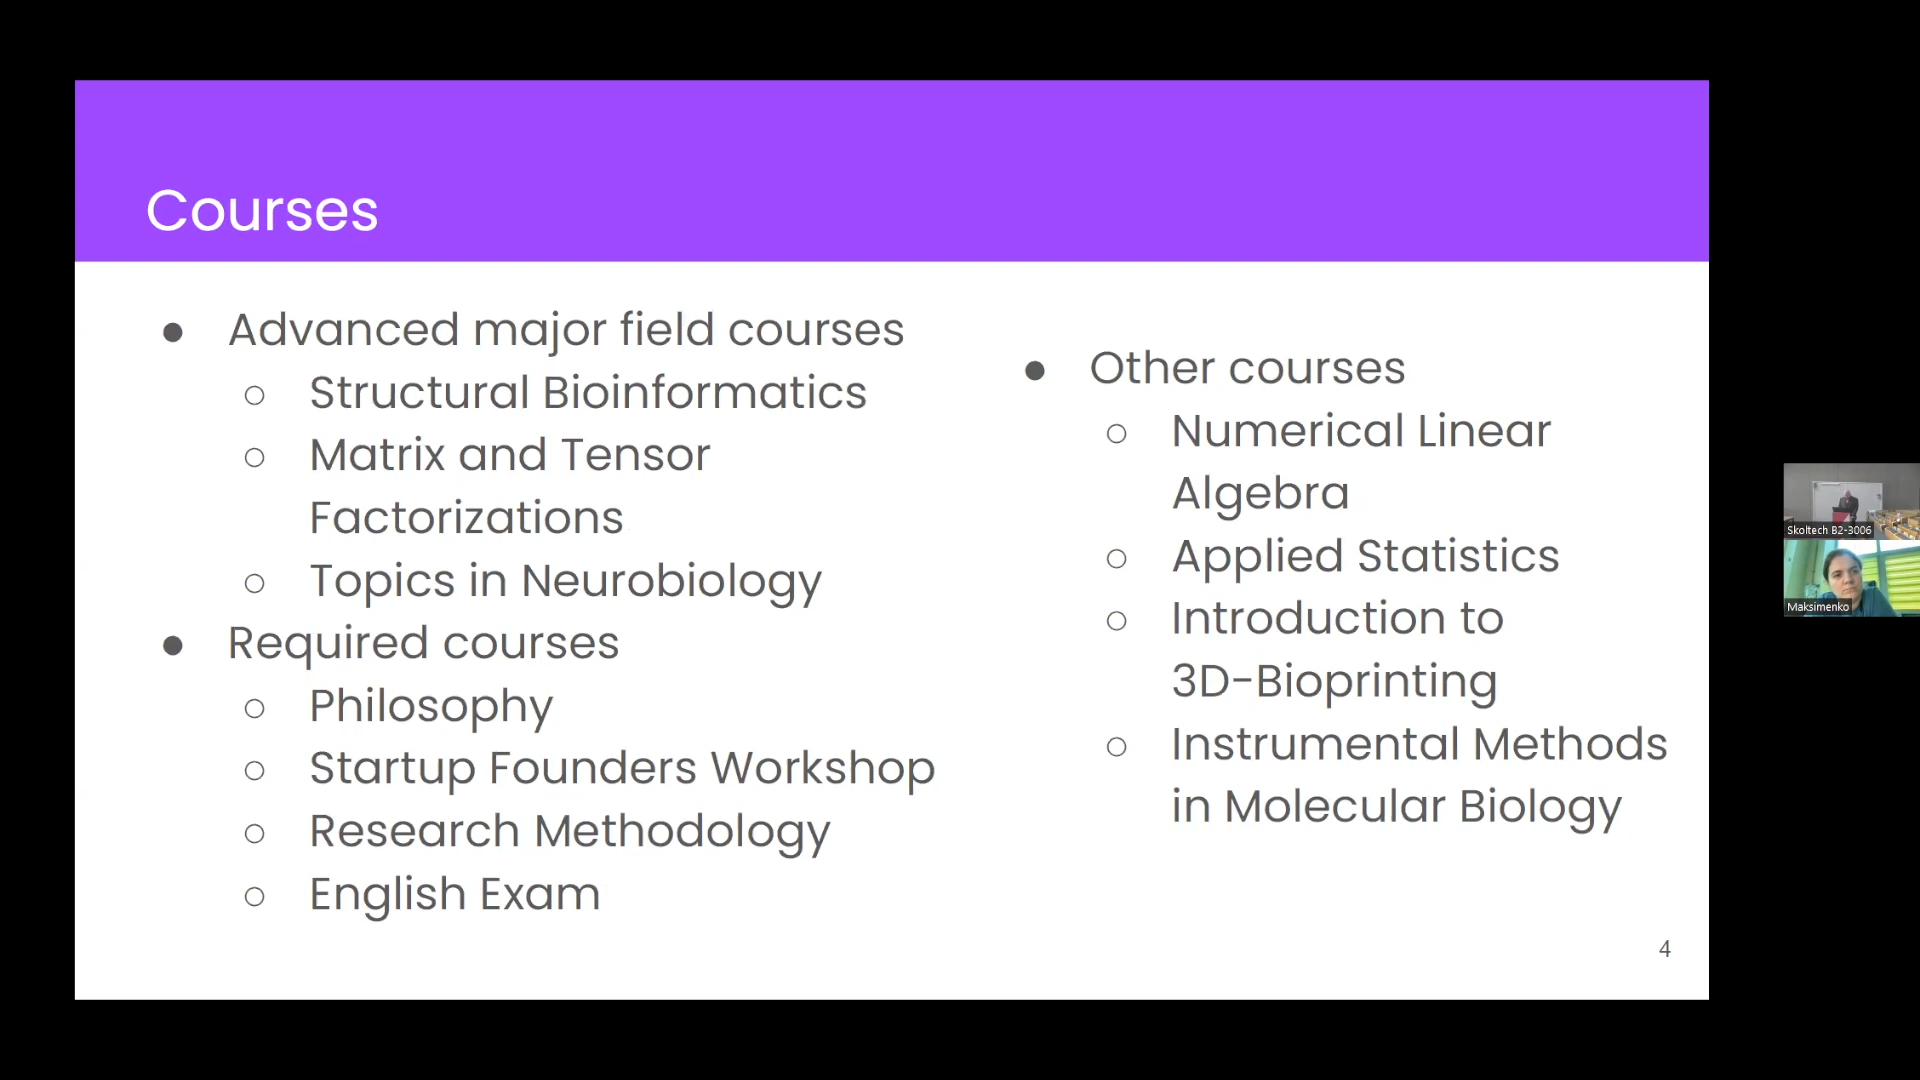 Courses
● Advanced major field courses
○ Structural Bioinformatics
○ Matrix and Tensor
Factorizations
○ Topics in Neurobiology
● Required courses
○ Philosophy
○ Startup Founders Workshop
○ Research Methodology
○ English Exam
● Other courses
○ Numerical Linear
Algebra
○ Applied Statistics
○ Introduction to
3D-Bioprinting
○ Instrumental Methods
in Molecular Biology
4
Skoltech B2-3006
Maksimenko